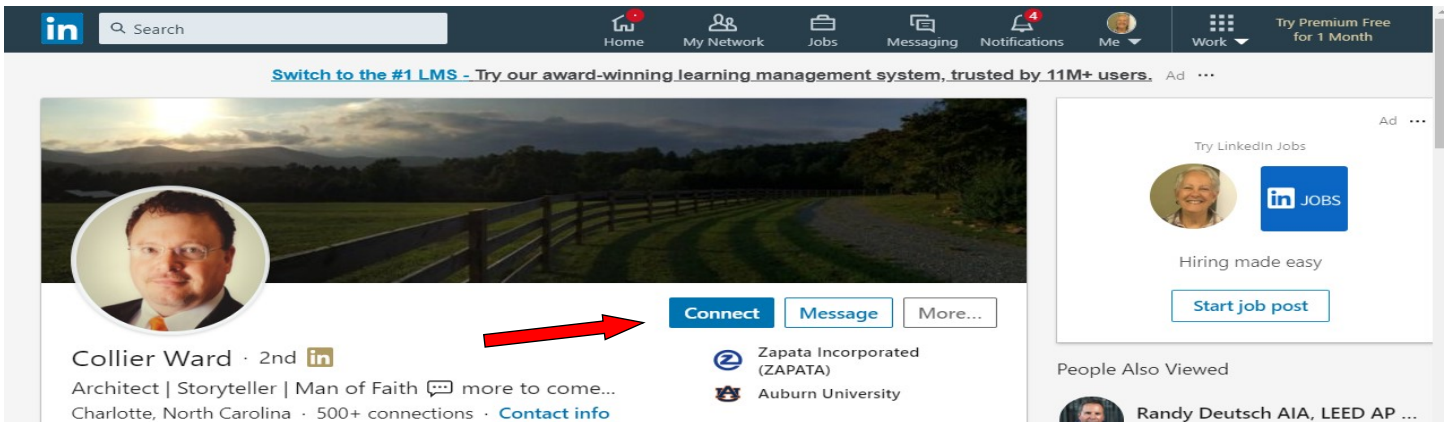 in Search
Home My Network Jobs Messaging 4 Notifications Me Work Try Premium Free for 1 Month
Switch to the #1 LMS - Try our award-winning learning management system, trusted by 11M+ users. Ad ...
Connect Message More...
Collier Ward · 2nd in
Architect | Storyteller | Man of Faith 💬 more to come...
Charlotte, North Carolina · 500+ connections · Contact info
Zapata Incorporated
(ZAPATA)
Auburn University
Ad ...
Try LinkedIn Jobs
in JOBS
Hiring made easy
Start job post
People Also Viewed
Randy Deutsch AIA, LEED AP ...